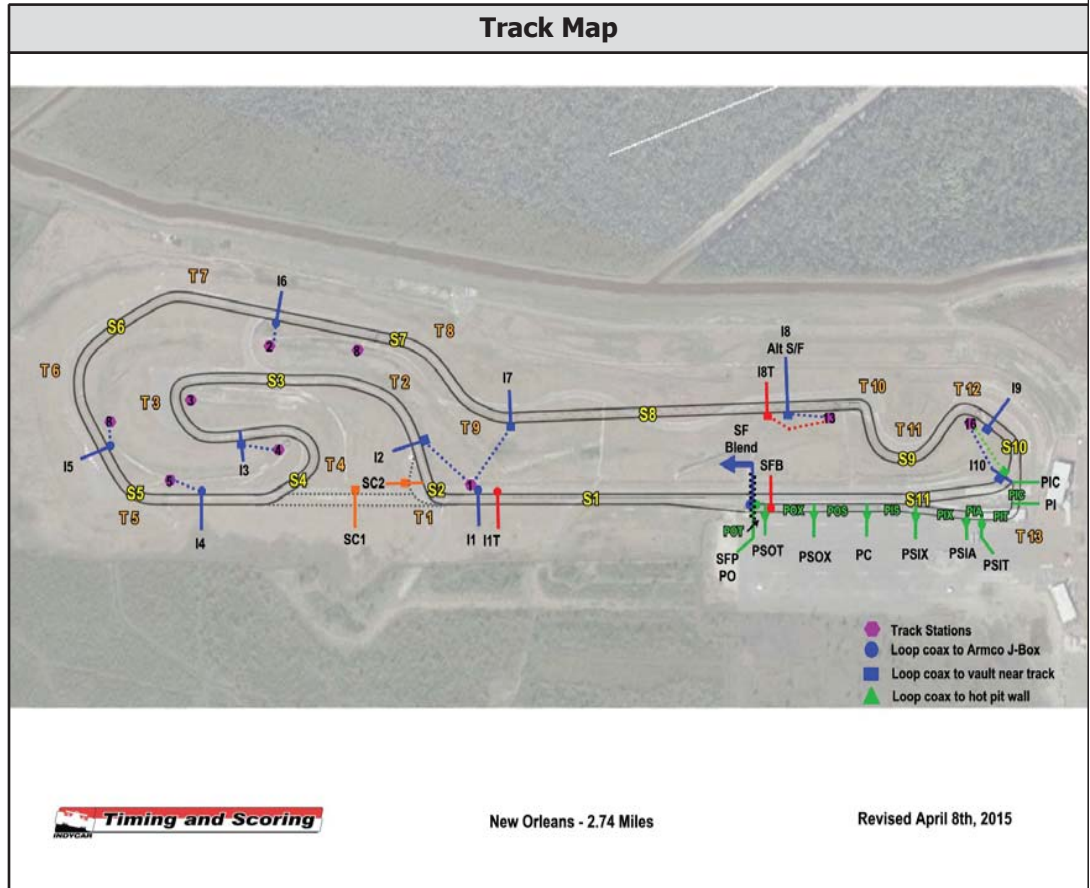 Track Map
T7
I6
S6
2
8
S7
T8
T6
T3
3
S3
T2
I7
T9
S8
I8
Alt S/F
I8T
13
T10
T12
I9
16
T11
S9
S10
I10
8
I5
5
I3
4
I2
T4
S4
SC2
S2
1
SF
Blend
SFB
PIC
PIC
PI
S5
T5
I4
SC1
T1
I1
I1T
S1
S11
POT
POX
POS
PIS
PIX
PIA
PIT
T13
SFP
PO
PSOT
PSOX
PC
PSIX
PSIA
PSIT
Track Stations
Loop coax to Armco J-Box
Loop coax to vault near track
Loop coax to hot pit wall
INDYCAR
Timing and Scoring
New Orleans - 2.74 Miles
Revised April 8th, 2015